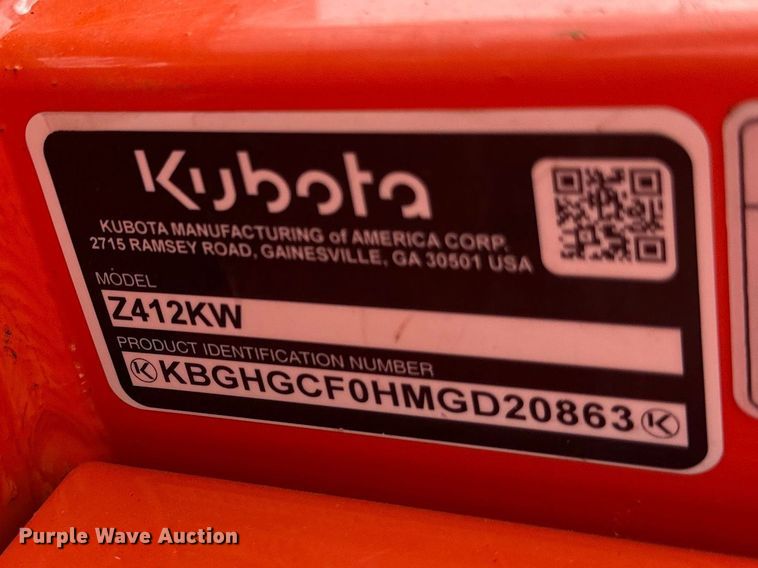 Kubota
KUBOTA MANUFACTURING of AMERICA CORP.
2715 RAMSEY ROAD, GAINESVILLE, GA 30501 USA
MODEL
Z412KW
PRODUCT IDENTIFICATION NUMBER
KBGHGCF0HMGD20863
Purple Wave Auction